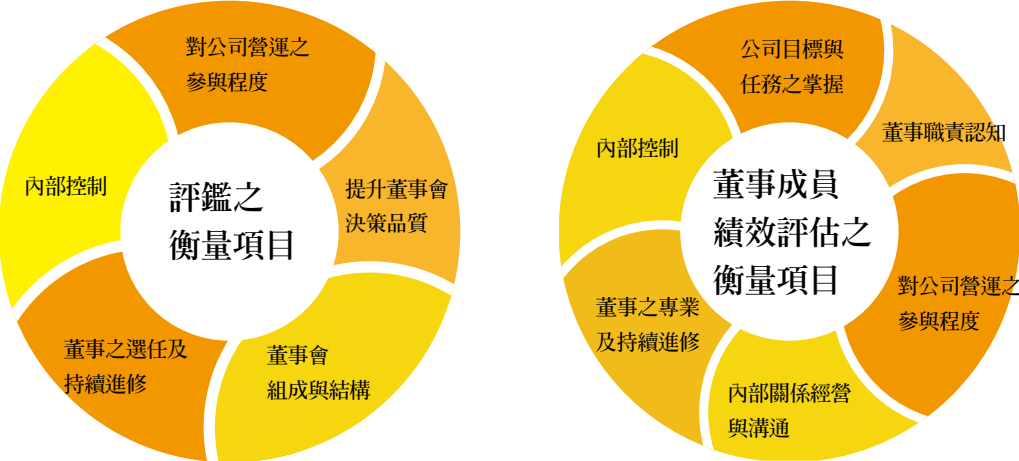 評鑑之
衡量項目
對公司營運之
參與程度
提升董事會
決策品質
董事會
組成與結構
董事之選任及
持續進修
內部控制
董事成員
績效評估之
衡量項目
公司目標與
任務之掌握
董事職責認知
對公司營運之
參與程度
內部關係經營
與溝通
董事之專業
及持續進修
內部控制